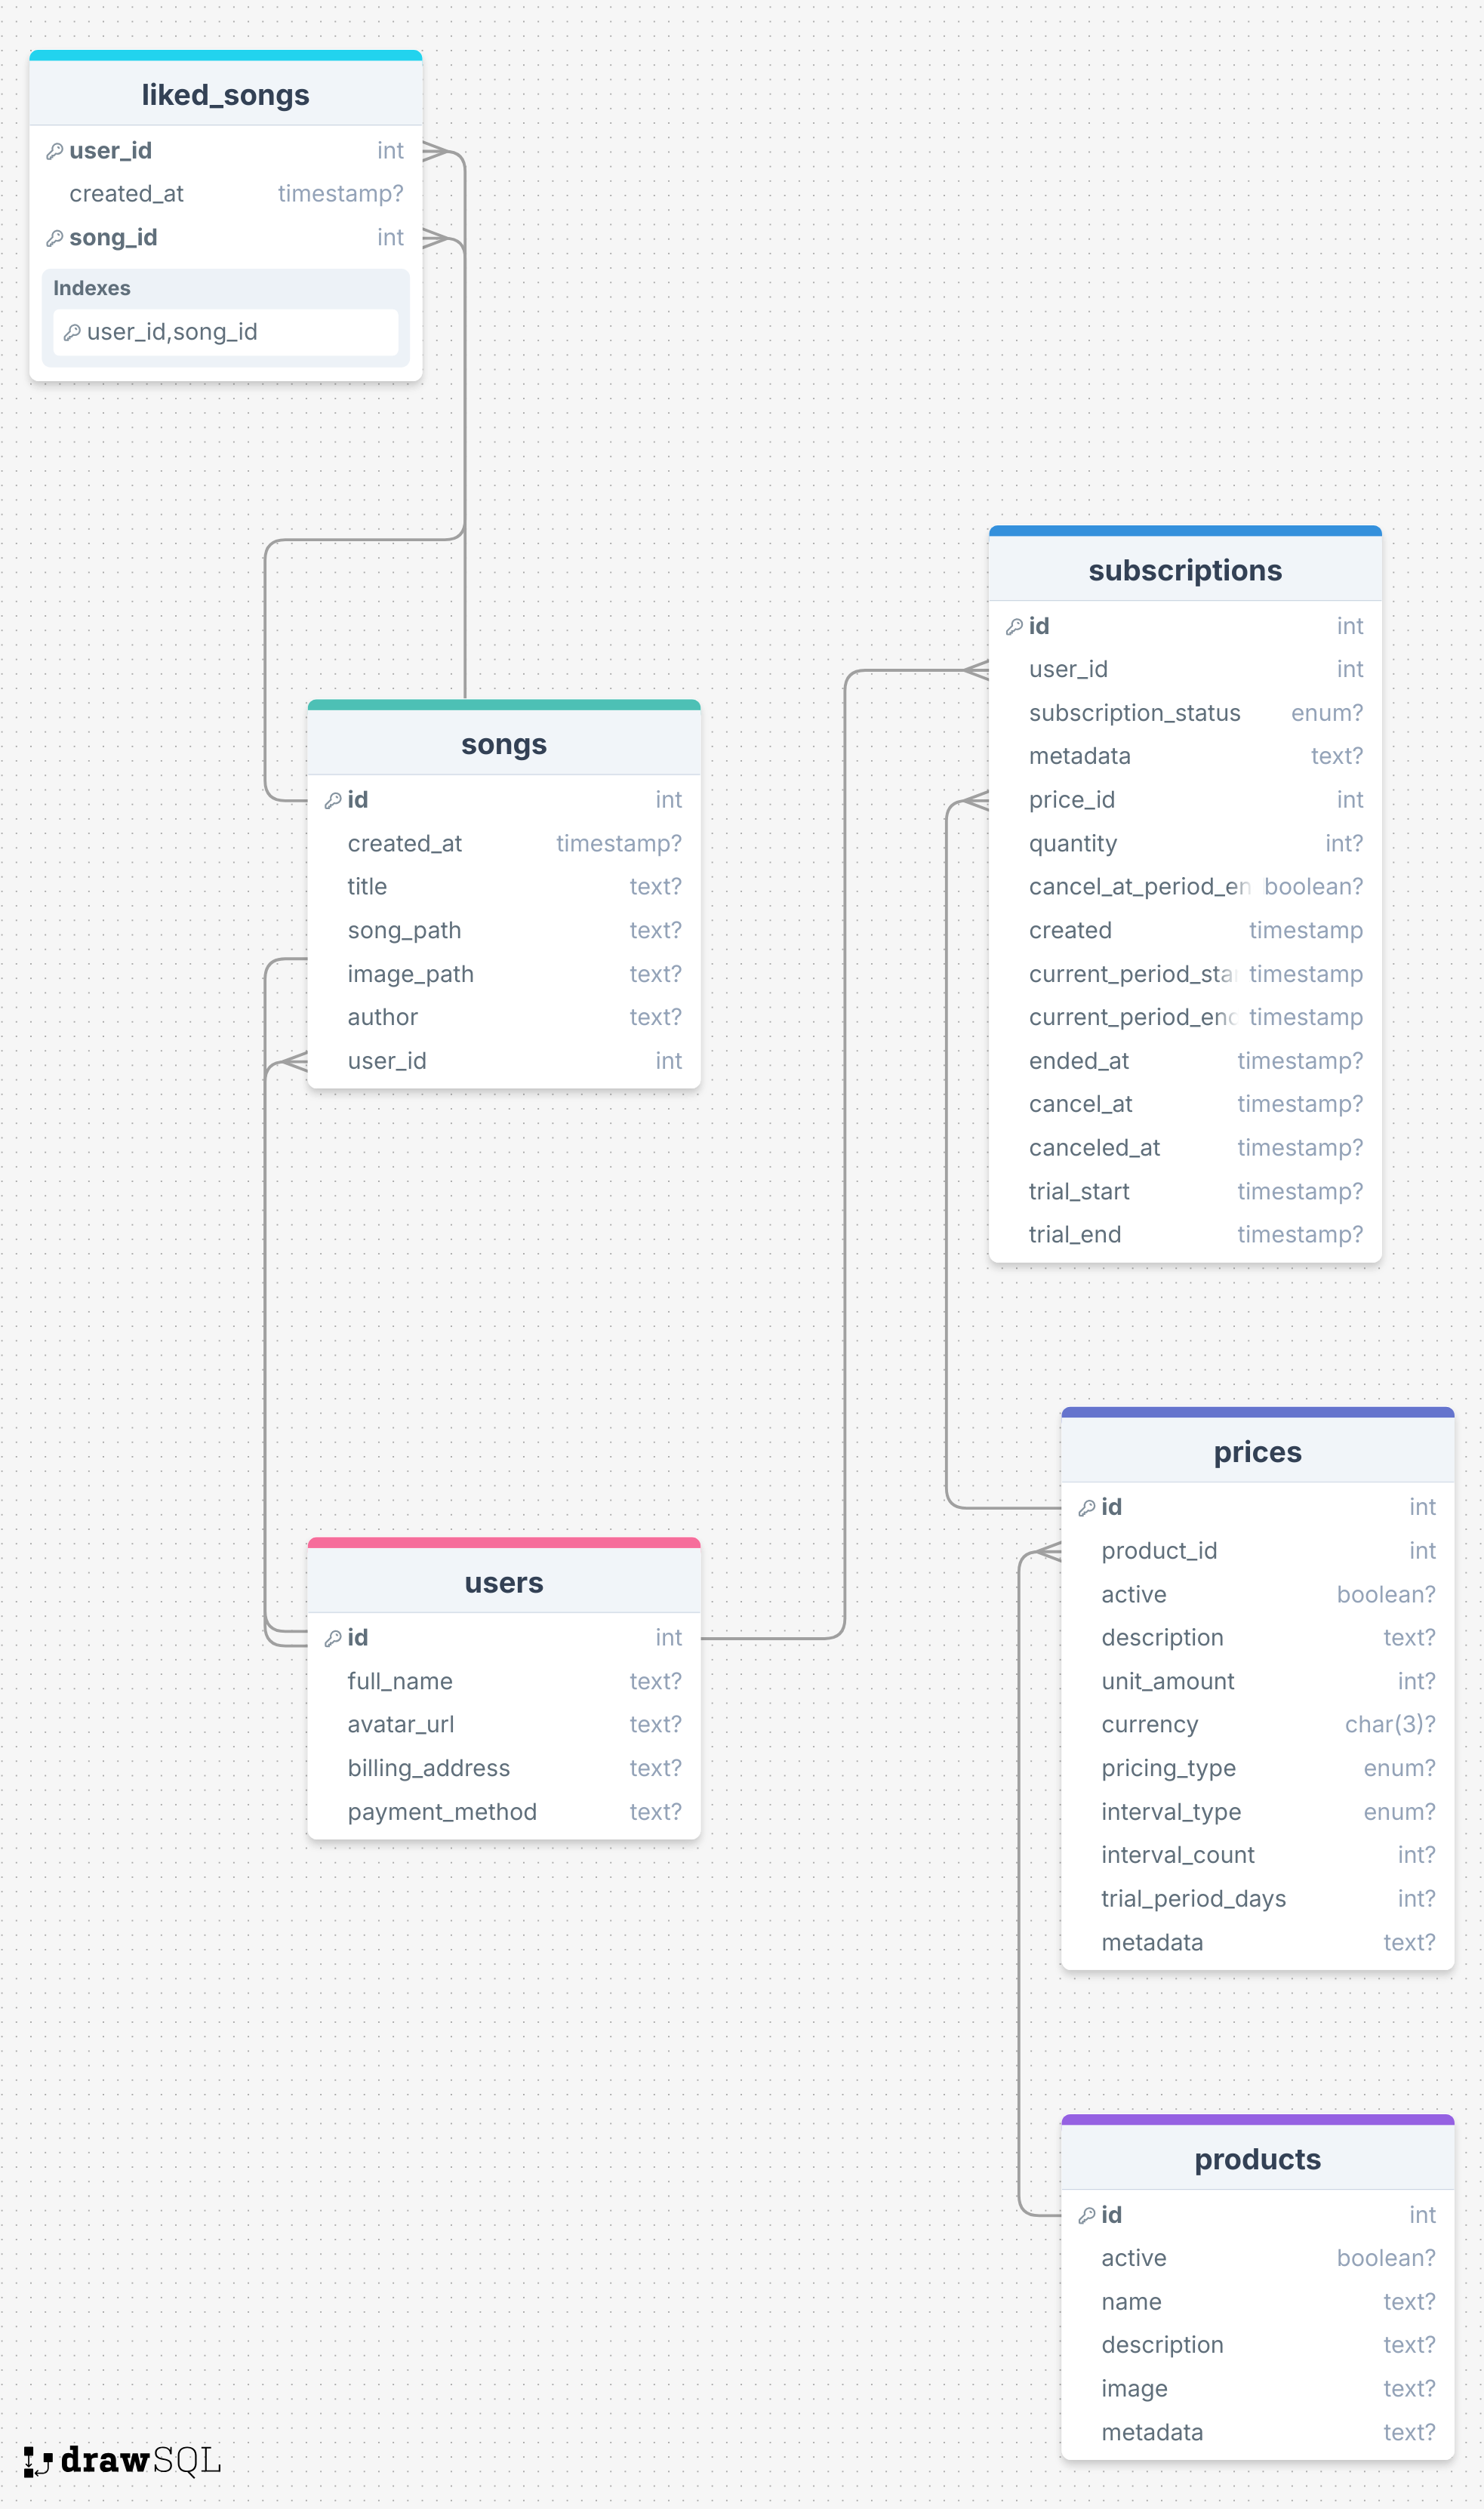 liked_songs
user_id int
created_at timestamp?
song_id int
Indexes
user_id,song_id
songs
id int
created_at timestamp?
title text?
song_path text?
image_path text?
author text?
user_id int
users
id int
full_name text?
avatar_url text?
billing_address text?
payment_method text?
subscriptions
id int
user_id int
subscription_status enum?
metadata text?
price_id int
quantity int?
cancel_at_period_en boolean?
created timestamp
current_period_sta timestamp
current_period_end timestamp
ended_at timestamp?
cancel_at timestamp?
canceled_at timestamp?
trial_start timestamp?
trial_end timestamp?
prices
id int
product_id int
active boolean?
description text?
unit_amount int?
currency char(3)?
pricing_type enum?
interval_type enum?
interval_count int?
trial_period_days int?
metadata text?
products
id int
active boolean?
name text?
description text?
image text?
metadata text?
drawSQL